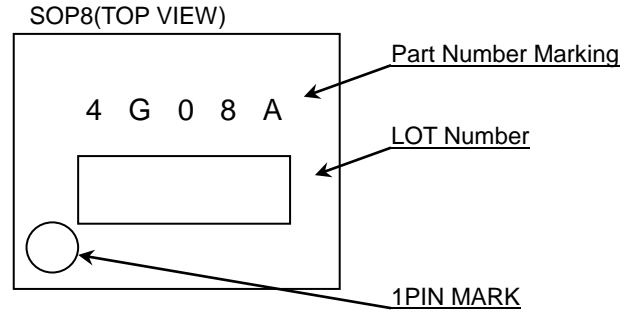 SOP8(TOP VIEW)
Part Number Marking
4 G 0 8 A
LOT Number
1PIN MARK